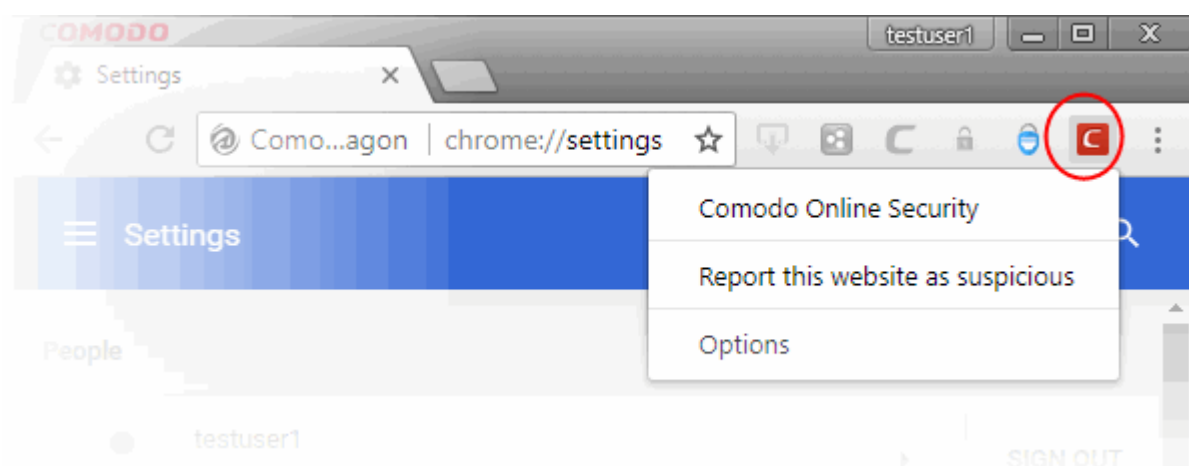 COMODO
testuser1
Settings
Como...agon | chrome://settings
Comodo Online Security
Settings
Report this website as suspicious
Options
People
testuser1
SIGN OUT